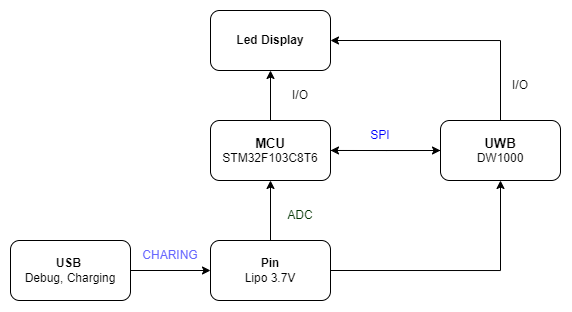 Led Display
I/O
I/O
MCU
STM32F103C8T6
SPI
UWB
DW1000
ADC
USB
Debug, Charging
CHARING
Pin
Lipo 3.7V